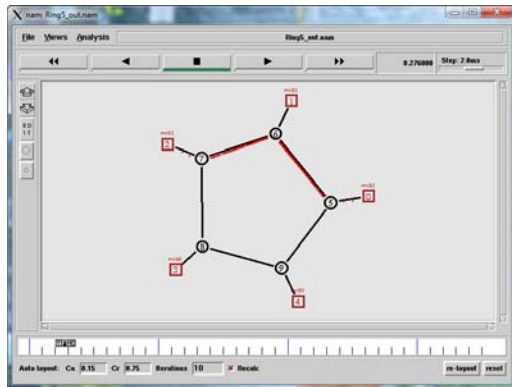 nam: Ring5_out.nam
File Views Analysis Ring5_out.nam
0.276000 Step: 2.0ms
1
6
2
7
5
0
8
3
9
4
Auto layout: Ca 0.15 Cr 0.75 Iterations 10 Recalc re-layout reset